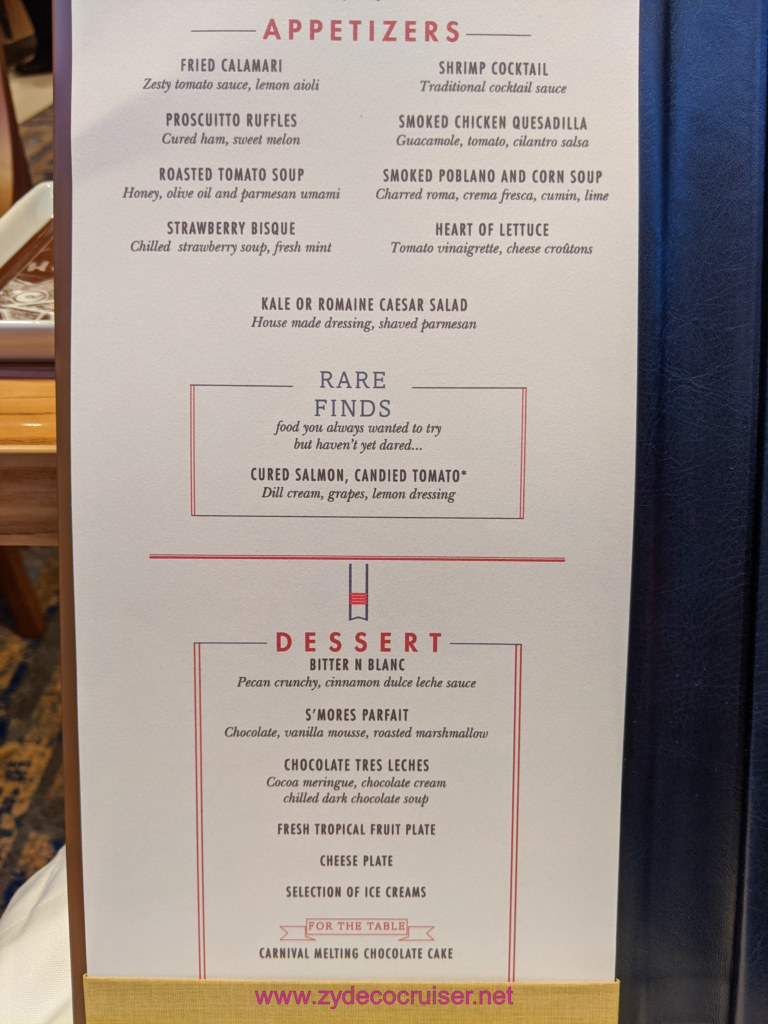 APPETIZERS
FRIED CALAMARI
Zesty tomato sauce, lemon aioli
PROSCUITTO RUFFLES
Cured ham, sweet melon
ROASTED TOMATO SOUP
Honey, olive oil and parmesan umami
STRAWBERRY BISQUE
Chilled strawberry soup, fresh mint
SHRIMP COCKTAIL
Traditional cocktail sauce
SMOKED CHICKEN QUESADILLA
Guacamole, tomato, cilantro salsa
SMOKED POBLANO AND CORN SOUP
Charred roma, crema fresca, cumin, lime
HEART OF LETTUCE
Tomato vinaigrette, cheese croûtons
KALE OR ROMAINE CAESAR SALAD
House made dressing, shaved parmesan
RARE
FINDS
food you always wanted to try
but haven't yet dared...
CURED SALMON, CANDIED TOMATO*
Dill cream, grapes, lemon dressing
DESSERT
BITTER N BLANC
Pecan crunchy, cinnamon dulce leche sauce
S'MORES PARFAIT
Chocolate, vanilla mousse, roasted marshmallow
CHOCOLATE TRES LECHES
Cocoa meringue, chocolate cream
chilled dark chocolate soup
FRESH TROPICAL FRUIT PLATE
CHEESE PLATE
SELECTION OF ICE CREAMS
FOR THE TABLE
CARNIVAL MELTING CHOCOLATE CAKE
www.zydecocruiser.net